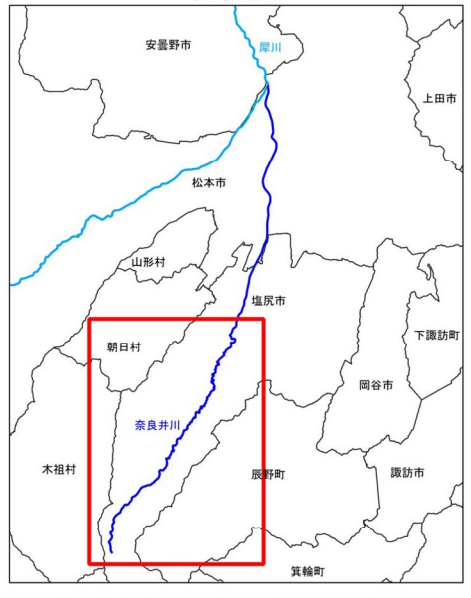 安曇野市
犀川
上田市
松本市
山形村
塩尻市
朝日村
下諏訪町
岡谷市
奈良井川
木祖村
辰野町
諏訪市
箕輪町